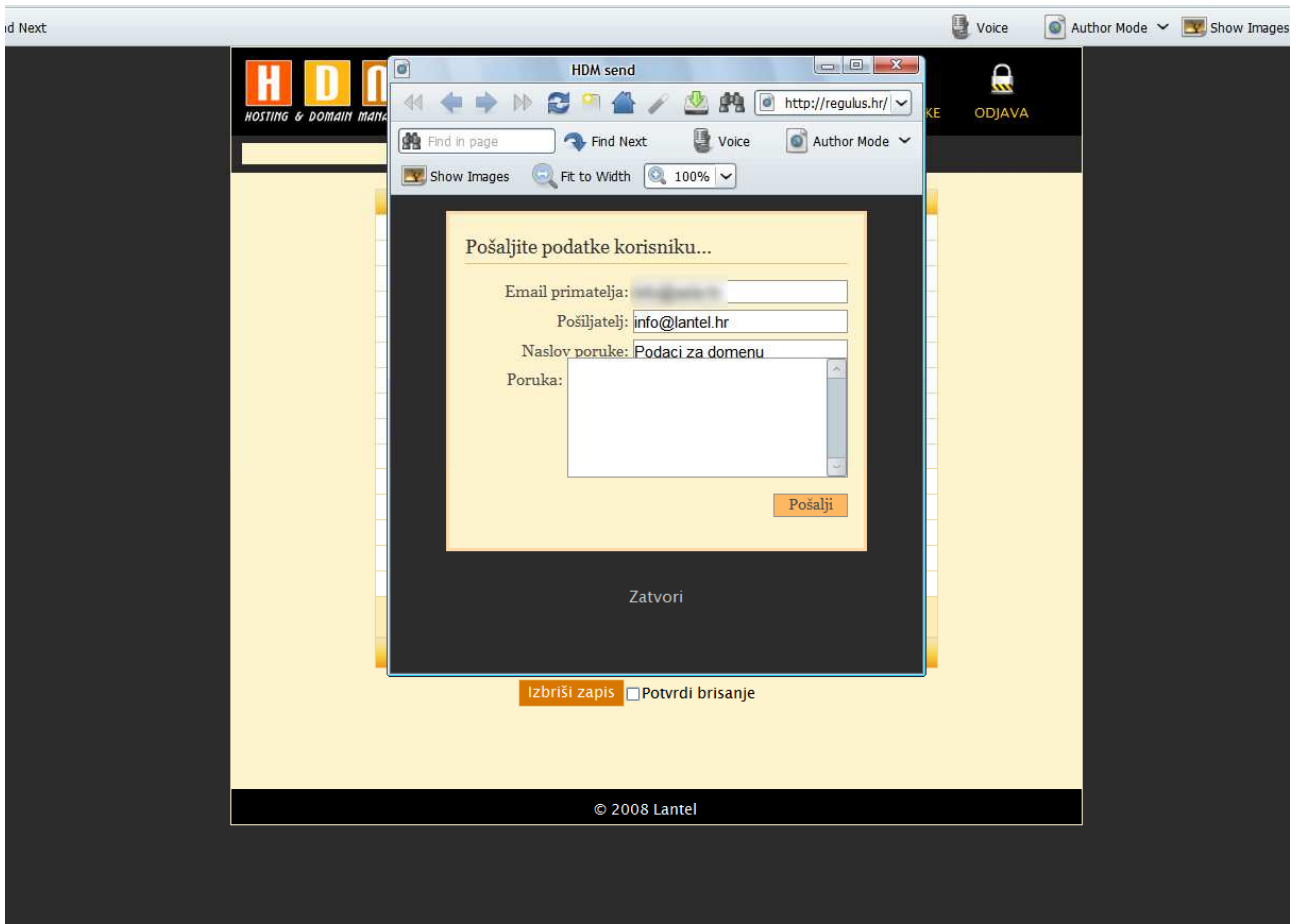 nd Next Voice Author Mode Show Images
HDM send
H D
HOSTING & DOMAIN MANA
http://regulus.hr/
KE ODJAVA
Find in page Find Next Voice Author Mode
Show Images Fit to Width 100%
Pošaljite podatke korisniku...
Email primatelja:
Pošiljatelj: info@lantel.hr
Naslov poruke: Podaci za domenu
Poruka:
Pošalji
Zatvori
Izbriši zapis Potvrdi brisanje
© 2008 Lantel